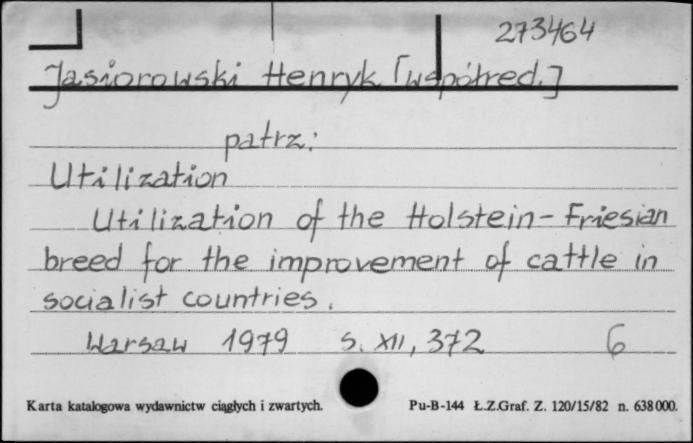 273464
Jasiorowski Henryk [współred.]
patrz:
Utilization
Utilization of the Holstein-Friesian
breed for the improvement of cattle in
socialist countries.
Warsaw 1979 s. XII, 372 6
Karta katalogowa wydawnictw ciągłych i zwartych. Pu-B-144 Ł.Z.Graf. Z. 120/15/82 n. 638 000.